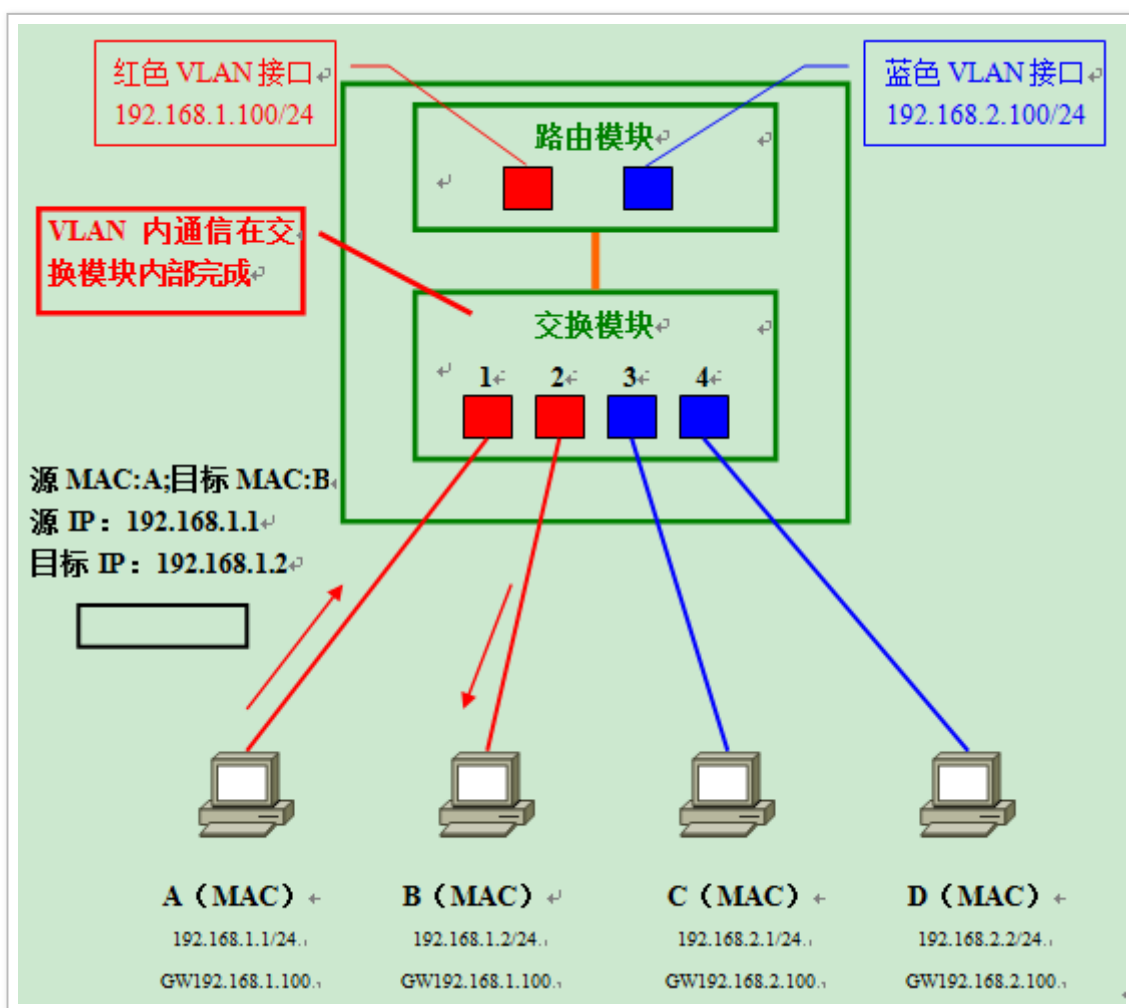 红色 VLAN 接口
192.168.1.100/24
蓝色 VLAN 接口
192.168.2.100/24
路由模块
VLAN 内通信在交
换模块内部完成
交换模块
1 2 3 4
源 MAC:A;目标 MAC:B
源 IP：192.168.1.1
目标 IP：192.168.1.2
A（MAC） B（MAC） C（MAC） D（MAC）
192.168.1.1/24 192.168.1.2/24 192.168.2.1/24 192.168.2.2/24
GW192.168.1.100 GW192.168.1.100 GW192.168.2.100 GW192.168.2.100